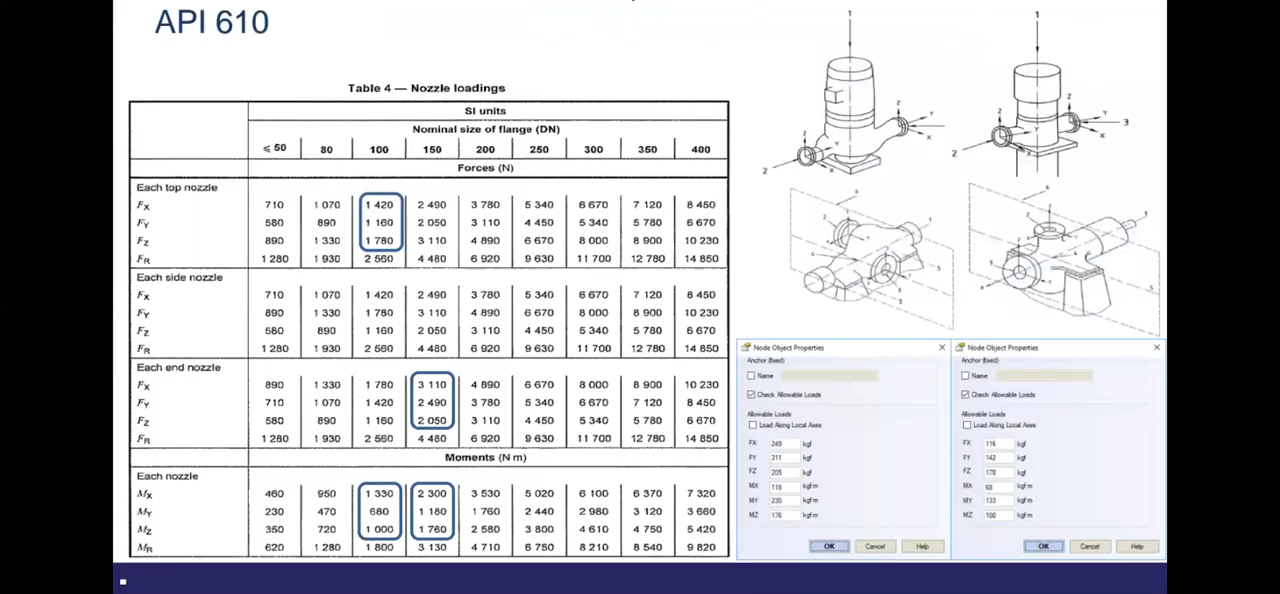 API 610
Table 4 — Nozzle loadings
SI units
Nominal size of flange (DN)
≤ 50 80 100 150 200 250 300 350 400
Forces (N)
Each top nozzle
FX 710 1 070 1 420 2 490 3 780 5 340 6 670 7 120 8 450
FY 580 890 1 160 2 050 3 110 4 450 5 340 5 780 6 670
FZ 890 1 330 1 780 3 110 4 890 6 670 8 000 8 900 10 230
FR 1 280 1 930 2 560 4 480 6 920 9 630 11 700 12 780 14 850
Each side nozzle
FX 710 1 070 1 420 2 490 3 780 5 340 6 670 7 120 8 450
FY 890 1 330 1 780 3 110 4 890 6 670 8 000 8 900 10 230
FZ 580 890 1 160 2 050 3 110 4 450 5 340 5 780 6 670
FR 1 280 1 930 2 560 4 480 6 920 9 630 11 700 12 780 14 850
Each end nozzle
FX 890 1 330 1 780 3 110 4 890 6 670 8 000 8 900 10 230
FY 710 1 070 1 420 2 490 3 780 5 340 6 670 7 120 8 450
FZ 580 890 1 160 2 050 3 110 4 450 5 340 5 780 6 670
FR 1 280 1 930 2 560 4 480 6 920 9 630 11 700 12 780 14 850
Moments (N m)
Each nozzle
MX 460 950 1 330 2 300 3 530 5 020 6 100 6 370 7 320
MY 230 470 680 1 180 1 760 2 440 2 980 3 120 3 660
MZ 350 720 1 000 1 760 2 580 3 800 4 610 4 750 5 420
MR 620 1 280 1 800 3 130 4 710 6 750 8 210 8 540 9 820
1
Z
Y
X
Z
Y
X
2
1
Z
Y
X
3
Z
Y
X
2
Node Object Properties
Anchor (fixed)
Name
Check Allowable Loads
Allowable Loads
Load Along Local Axes
FX 249 kgf
FY 311 kgf
FZ 205 kgf
MX 118 kgf·m
MY 230 kgf·m
MZ 176 kgf·m
OK Cancel Help
Node Object Properties
Anchor (fixed)
Name
Check Allowable Loads
Allowable Loads
Load Along Local Axes
FX 116 kgf
FY 142 kgf
FZ 178 kgf
MX 68 kgf·m
MY 133 kgf·m
MZ 100 kgf·m
OK Cancel Help